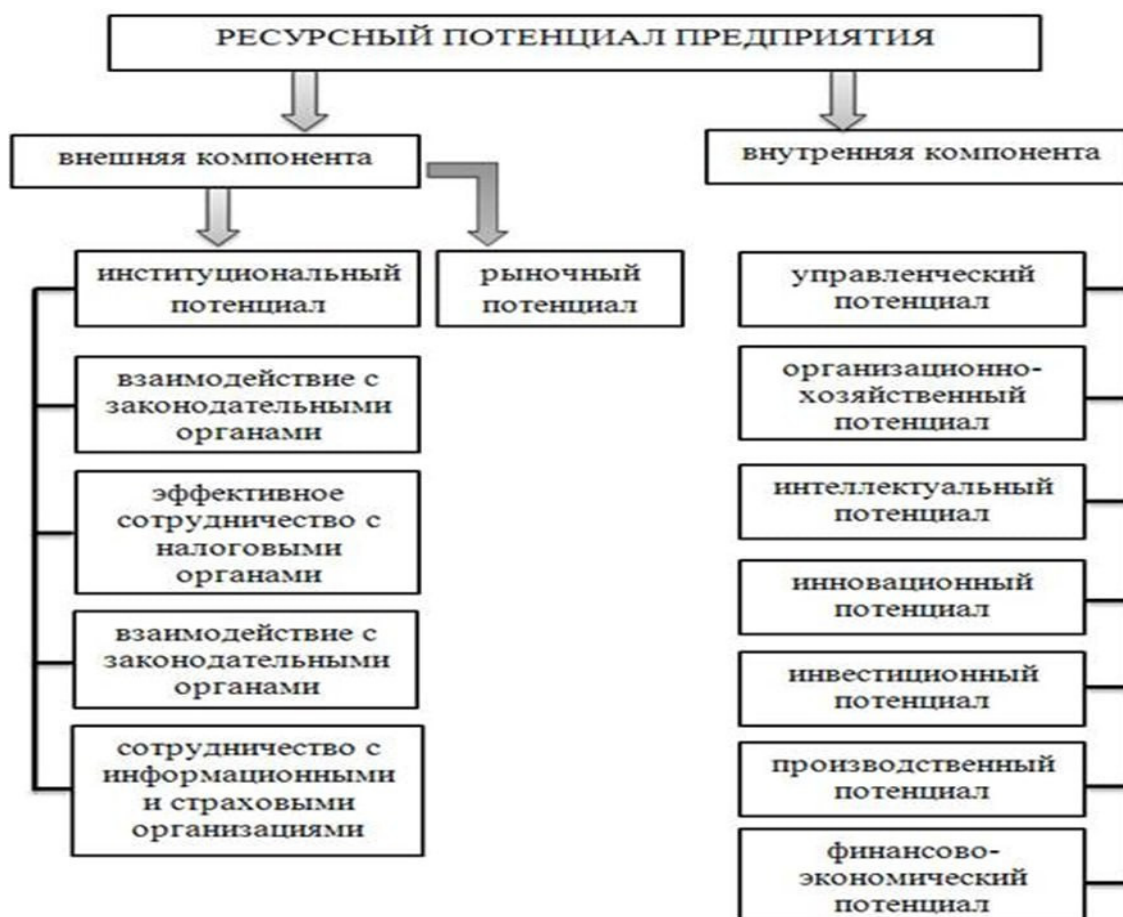 РЕСУРСНЫЙ ПОТЕНЦИАЛ ПРЕДПРИЯТИЯ
внешняя компонента
внутренняя компонента
институциональный
потенциал
рыночный
потенциал
взаимодействие с
законодательными
органами
эффективное
сотрудничество с
налоговыми
органами
взаимодействие с
законодательными
органами
сотрудничество с
информационными
и страховыми
организациями
управленческий
потенциал
организационно-
хозяйственный
потенциал
интеллектуальный
потенциал
инновационный
потенциал
инвестиционный
потенциал
производственный
потенциал
финансово-
экономический
потенциал